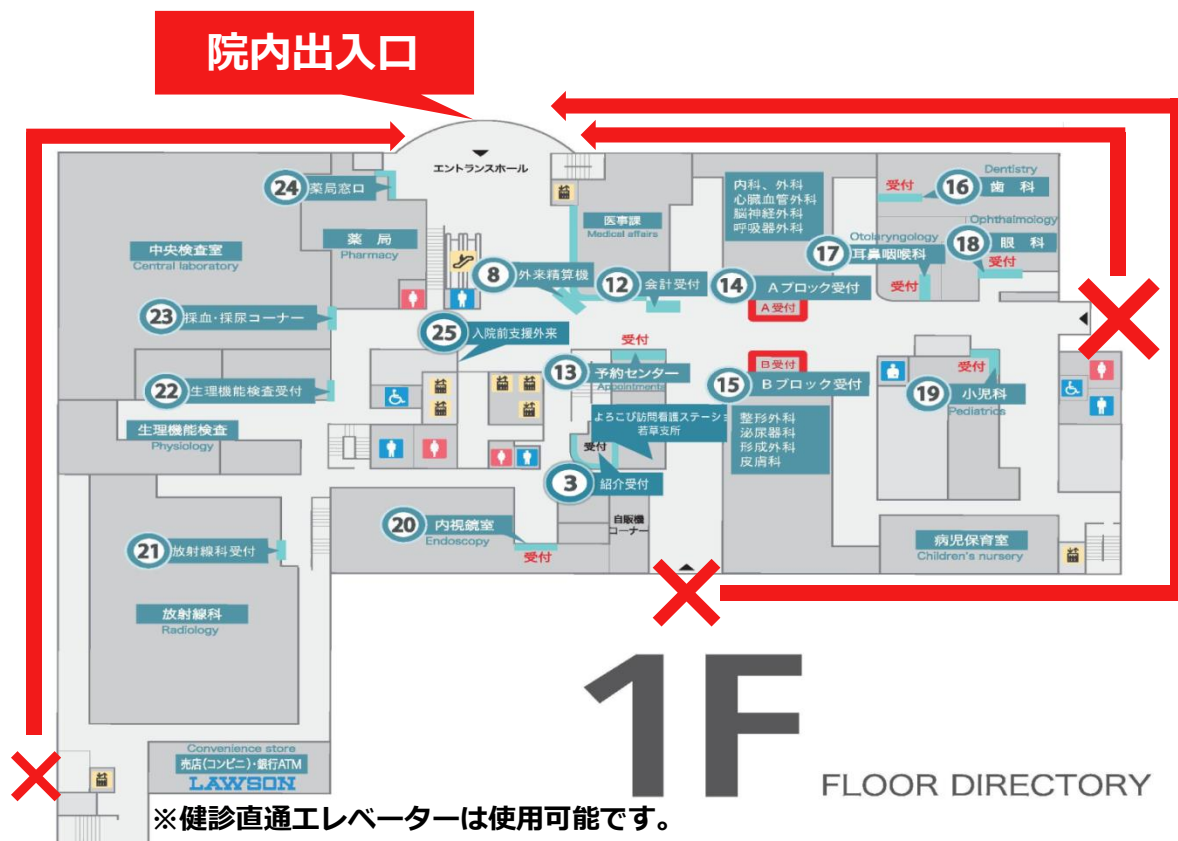 院内出入口
エントランスホール
24 薬局窓口
薬局
Pharmacy
中央検査室
Central laboratory
医事課
Medical affairs
内科、外科
心臓血管外科
脳神経外科
呼吸器外科
受付
Dentistry
16 歯科
Ophthalmology
18 眼科
受付
Otolaryngology
17 耳鼻咽喉科
受付
8 外来精算機
12 会計受付
14 Aブロック受付
A受付
23 採血・採尿コーナー
25 入院前支援外来
受付
13 予約センター
Appointments
B受付
15 Bブロック受付
受付
19 小児科
Pediatrics
22 生理機能検査受付
生理機能検査
Physiology
よろこび訪問看護ステーショ
若草支所
整形外科
泌尿器科
形成外科
皮膚科
受付
3 紹介受付
20 内視鏡室
Endoscopy
受付
自販機
コーナー
病児保育室
Children's nursery
21 放射線科受付
放射線科
Radiology
1F
FLOOR DIRECTORY
Convenience store
売店(コンビニ)・銀行ATM
LAWSON
※健診直通エレベーターは使用可能です。